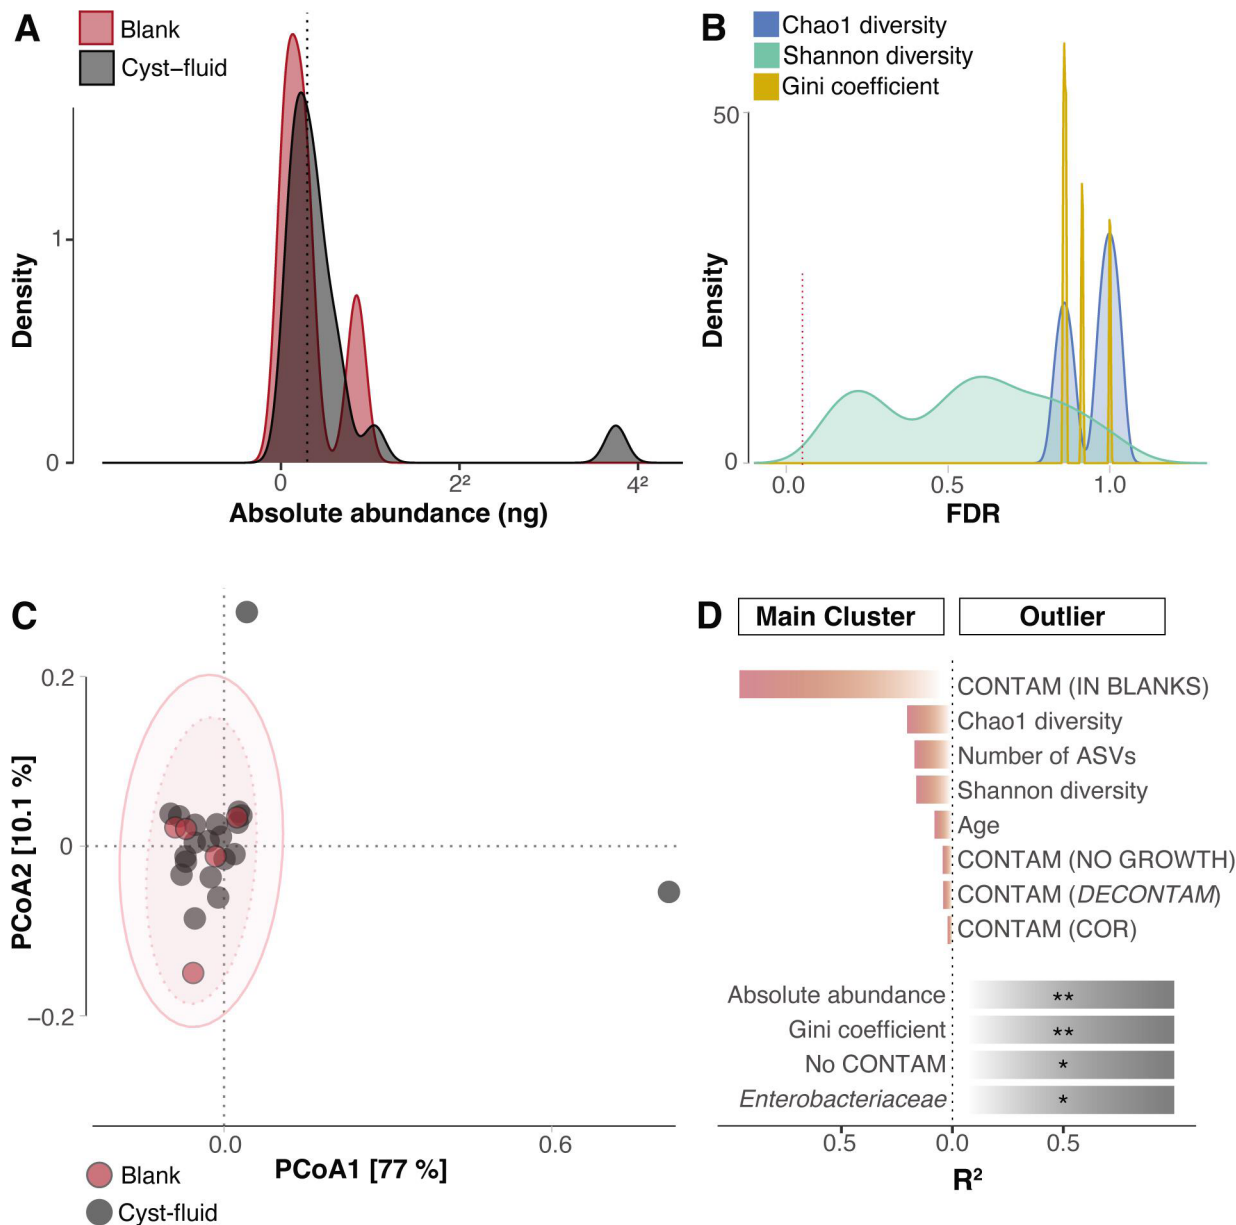 A
Blank
Cyst–fluid
Density
1
0
0
2²
4²
Absolute abundance (ng)
B
Chao1 diversity
Shannon diversity
Gini coefficient
50
Density
0
0.0
0.5
1.0
FDR
C
0.2
PCoA2 [10.1 %]
0
−0.2
0.0
0.6
PCoA1 [77 %]
Blank
Cyst-fluid
D
Main Cluster
Outlier
CONTAM (IN BLANKS)
Chao1 diversity
Number of ASVs
Shannon diversity
Age
CONTAM (NO GROWTH)
CONTAM (DECONTAM)
CONTAM (COR)
Absolute abundance
**
Gini coefficient
**
No CONTAM
*
Enterobacteriaceae
*
0.5
0.0
0.5
R²